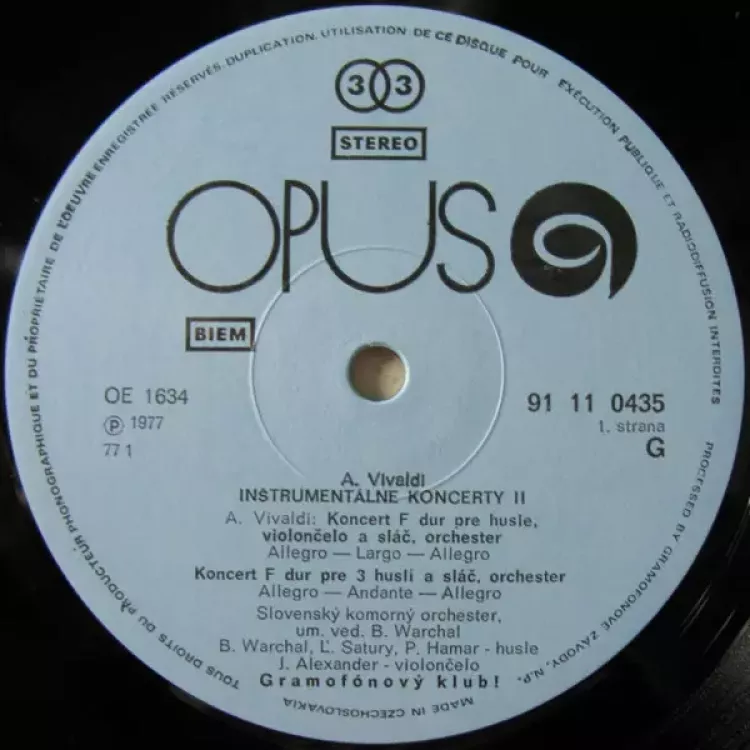 TOUS DROITS DU PRODUCTEUR PHONOGRAPHIQUE ET DU PROPRIETAIRE DE L'OEUVRE ENREGISTREE RÉSERVÉS. DUPLICATION, UTILISATION DE CE DISQUE POUR EXÉCUTION PUBLIQUE ET RADIODIFFUSION INTERDITES
33
STEREO
OPUS
BIEM
OE 1634
Ⓟ 1977
77 1
91 11 0435
1. strana
G
A. Vivaldi
INŠTRUMENTÁLNE KONCERTY II
A. Vivaldi: Koncert F dur pre husle,
violončelo a sláč, orchester
Allegro — Largo — Allegro
Koncert F dur pre 3 husli a sláč, orchester
Allegro — Andante — Allegro
Slovenský komorný orchester,
um. ved. B. Warchal
B. Warchal, Ľ. Satury, P. Hamar - husle
J. Alexander - violončelo
Gramofónový klub!
PROCESSED BY GRAMOFONOVÉ ZÁVODY, N.P.
MADE IN CZECHOSLOVAKIA